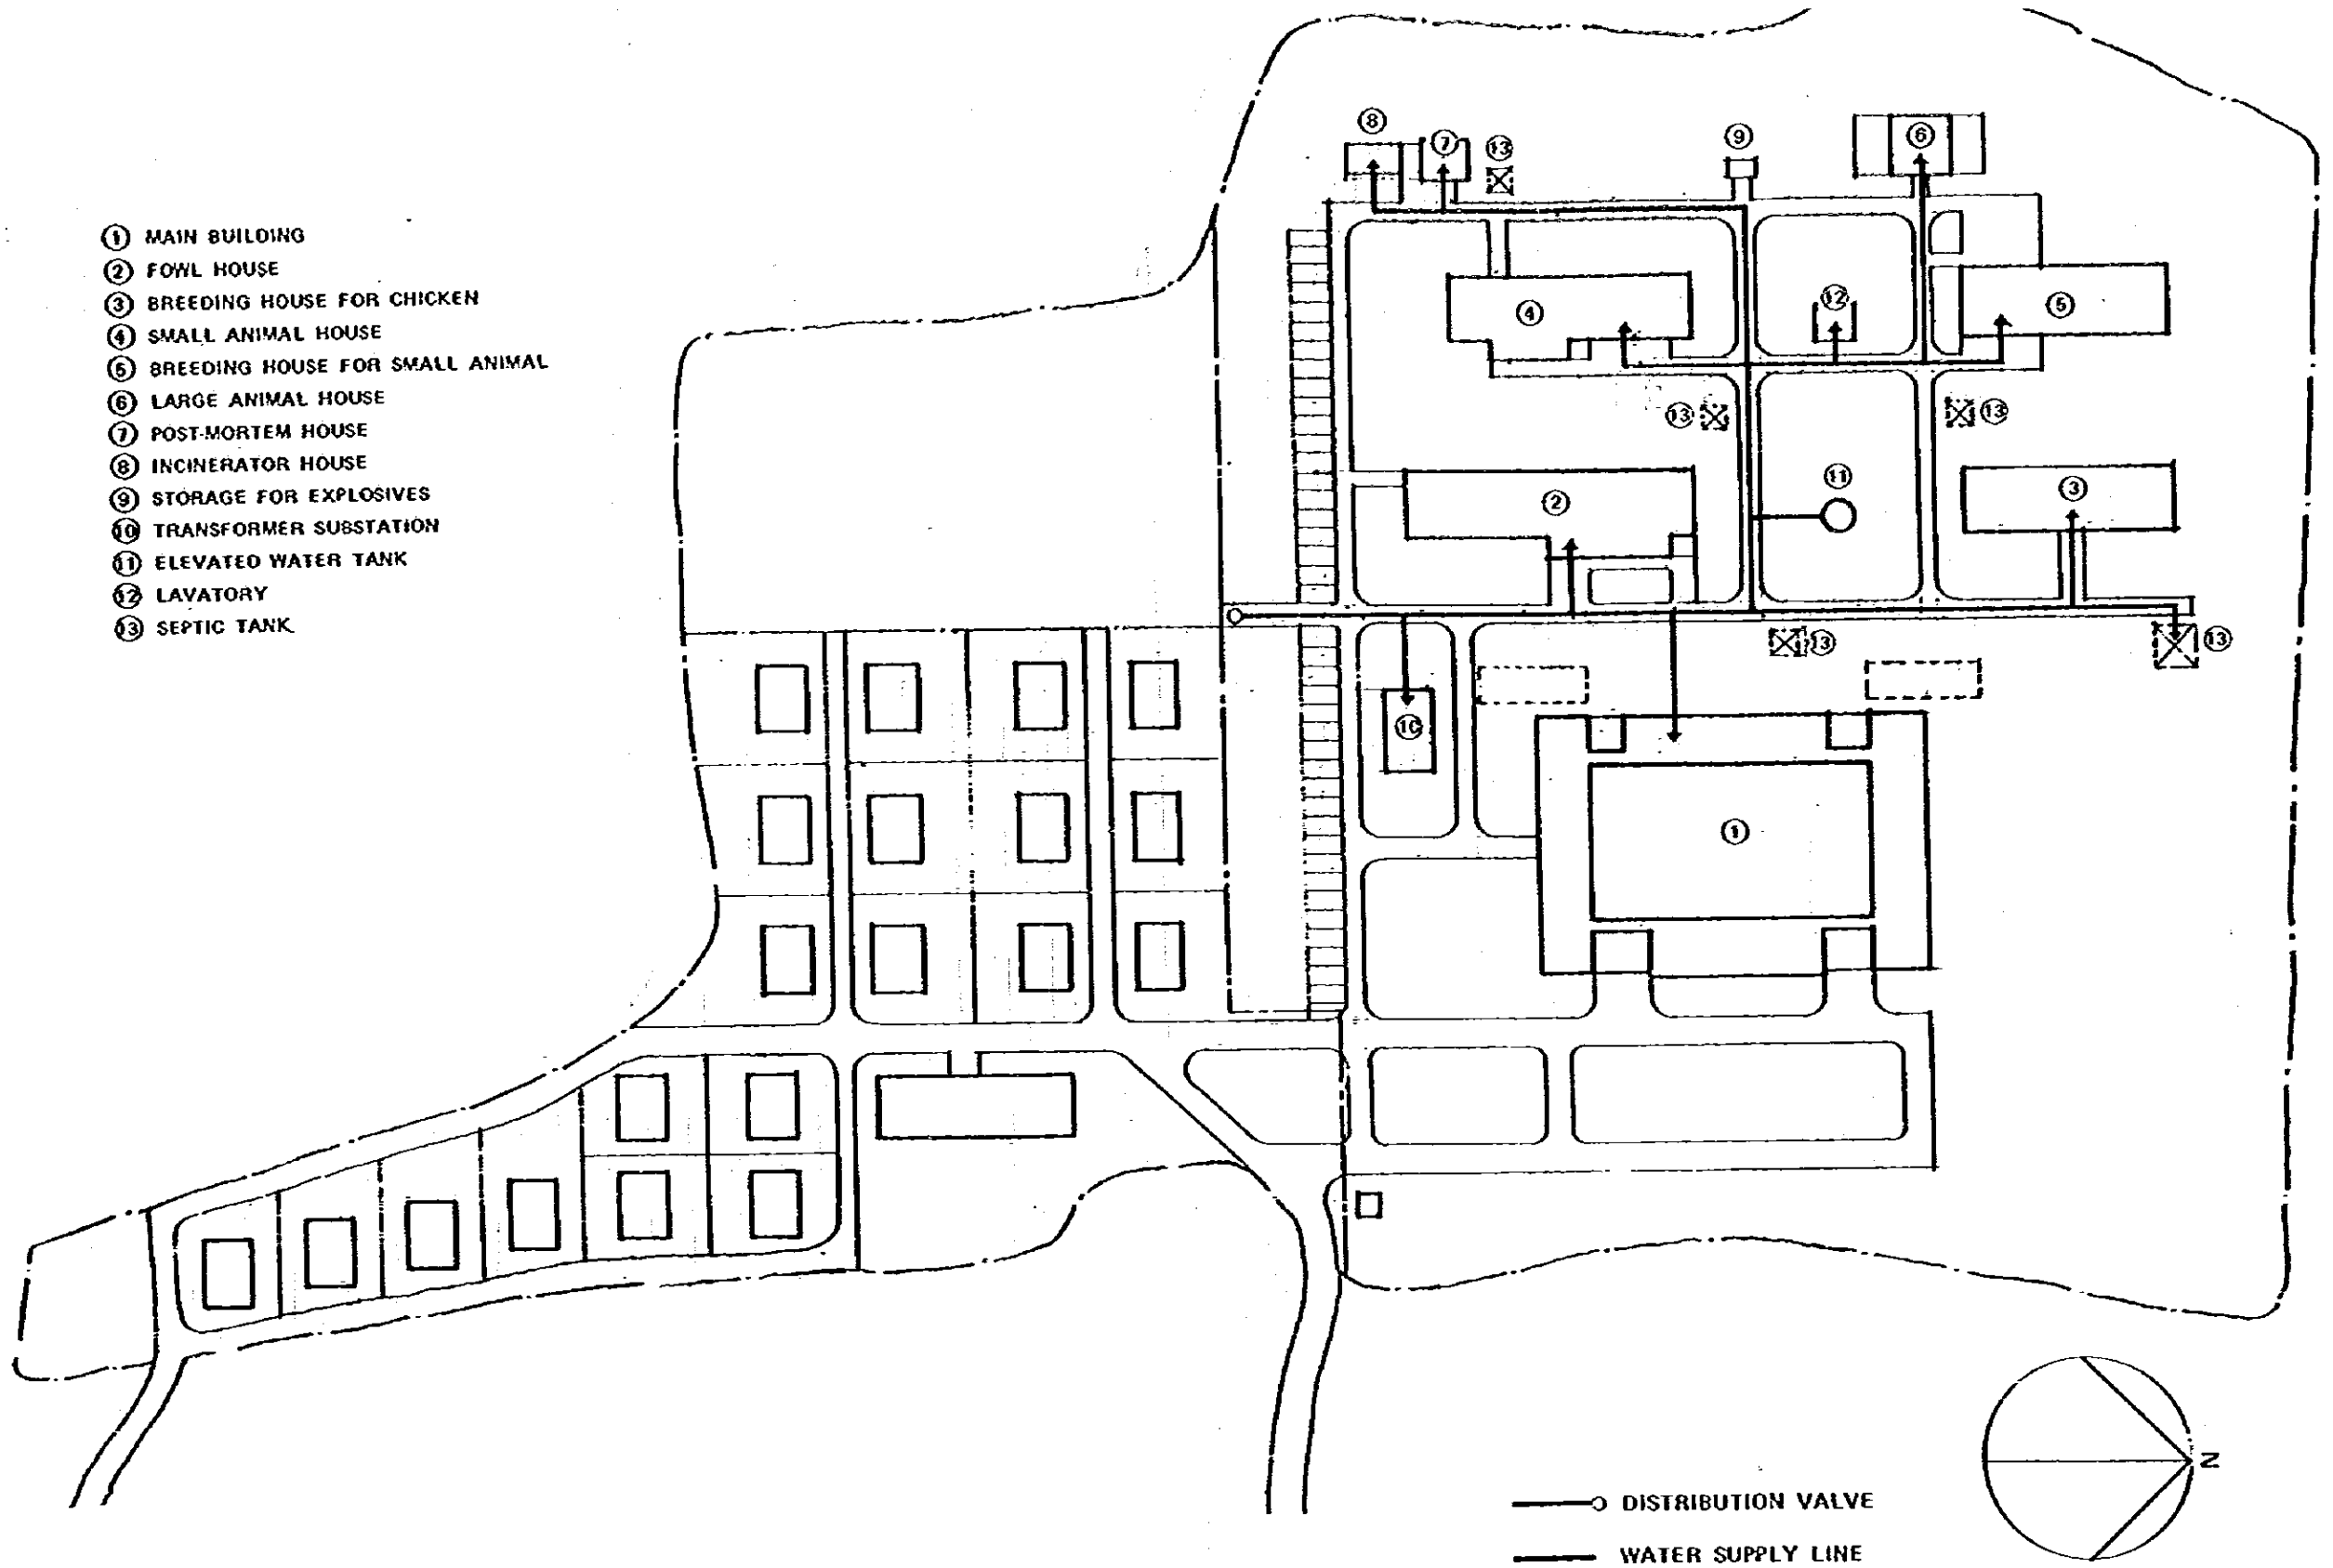 ① MAIN BUILDING
② FOWL HOUSE
③ BREEDING HOUSE FOR CHICKEN
④ SMALL ANIMAL HOUSE
⑤ BREEDING HOUSE FOR SMALL ANIMAL
⑥ LARGE ANIMAL HOUSE
⑦ POST-MORTEM HOUSE
⑧ INCINERATOR HOUSE
⑨ STORAGE FOR EXPLOSIVES
⑩ TRANSFORMER SUBSTATION
⑪ ELEVATED WATER TANK
⑫ LAVATORY
⑬ SEPTIC TANK
⑧ ⑦ ⑬ ⑨ ⑥
④ ⑫ ⑤
⑬ ⑬
② ⑪ ③
⑬ ⑬
⑩
①
N
DISTRIBUTION VALVE
WATER SUPPLY LINE